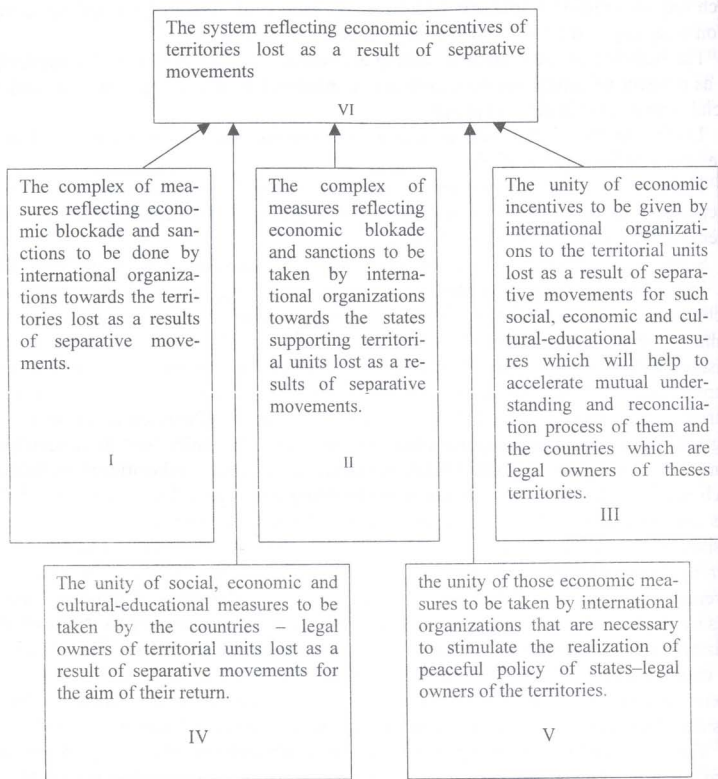 The system reflecting economic incentives of
territories lost as a result of separative
movements
VI
The complex of mea-
sures reflecting econo-
mic blockade and san-
ctions to be done by
international organiza-
tions towards the terri-
tories lost as a results
of separative move-
ments.
I
The complex of
measures reflecting
economic blokade
and sanctions to be
taken by interna-
tional organizations
towards the states
supporting territori-
al units lost as a re-
sults of separative
movements.
II
The unity of economic
incentives to be given by
international organizati-
ons to the territorial units
lost as a result of separa-
tive movements for such
social, economic and cul-
tural-educational measu-
res which will help to
accelerate mutual under-
standing and reconcilia-
tion process of them and
the countries which are
legal owners of theses
territories.
III
The unity of social, economic and
cultural-educational measures to be
taken by the countries – legal
owners of territorial units lost as a
result of separative movements for
the aim of their return.
IV
the unity of those economic mea-
sures to be taken by international
organizations that are necessary
to stimulate the realization of
peaceful policy of states–legal
owners of the territories.
V